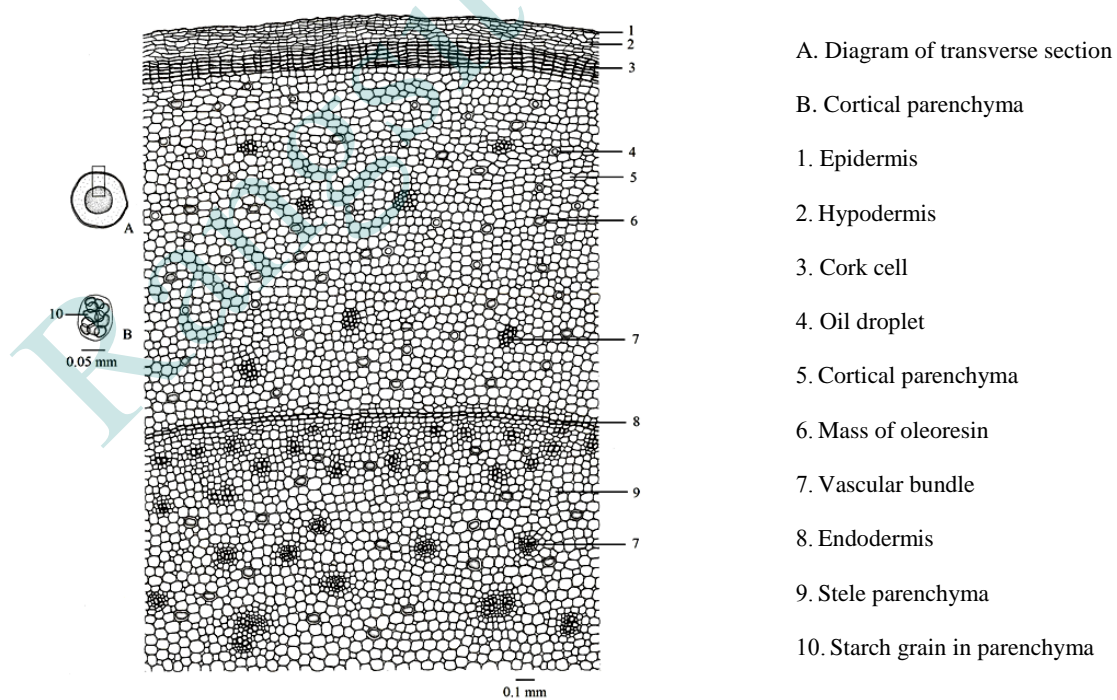 1
2
3
4
5
6
7
8
9
7
A
10
B
0.05 mm
0.1 mm
A. Diagram of transverse section
B. Cortical parenchyma
1. Epidermis
2. Hypodermis
3. Cork cell
4. Oil droplet
5. Cortical parenchyma
6. Mass of oleoresin
7. Vascular bundle
8. Endodermis
9. Stele parenchyma
10. Starch grain in parenchyma